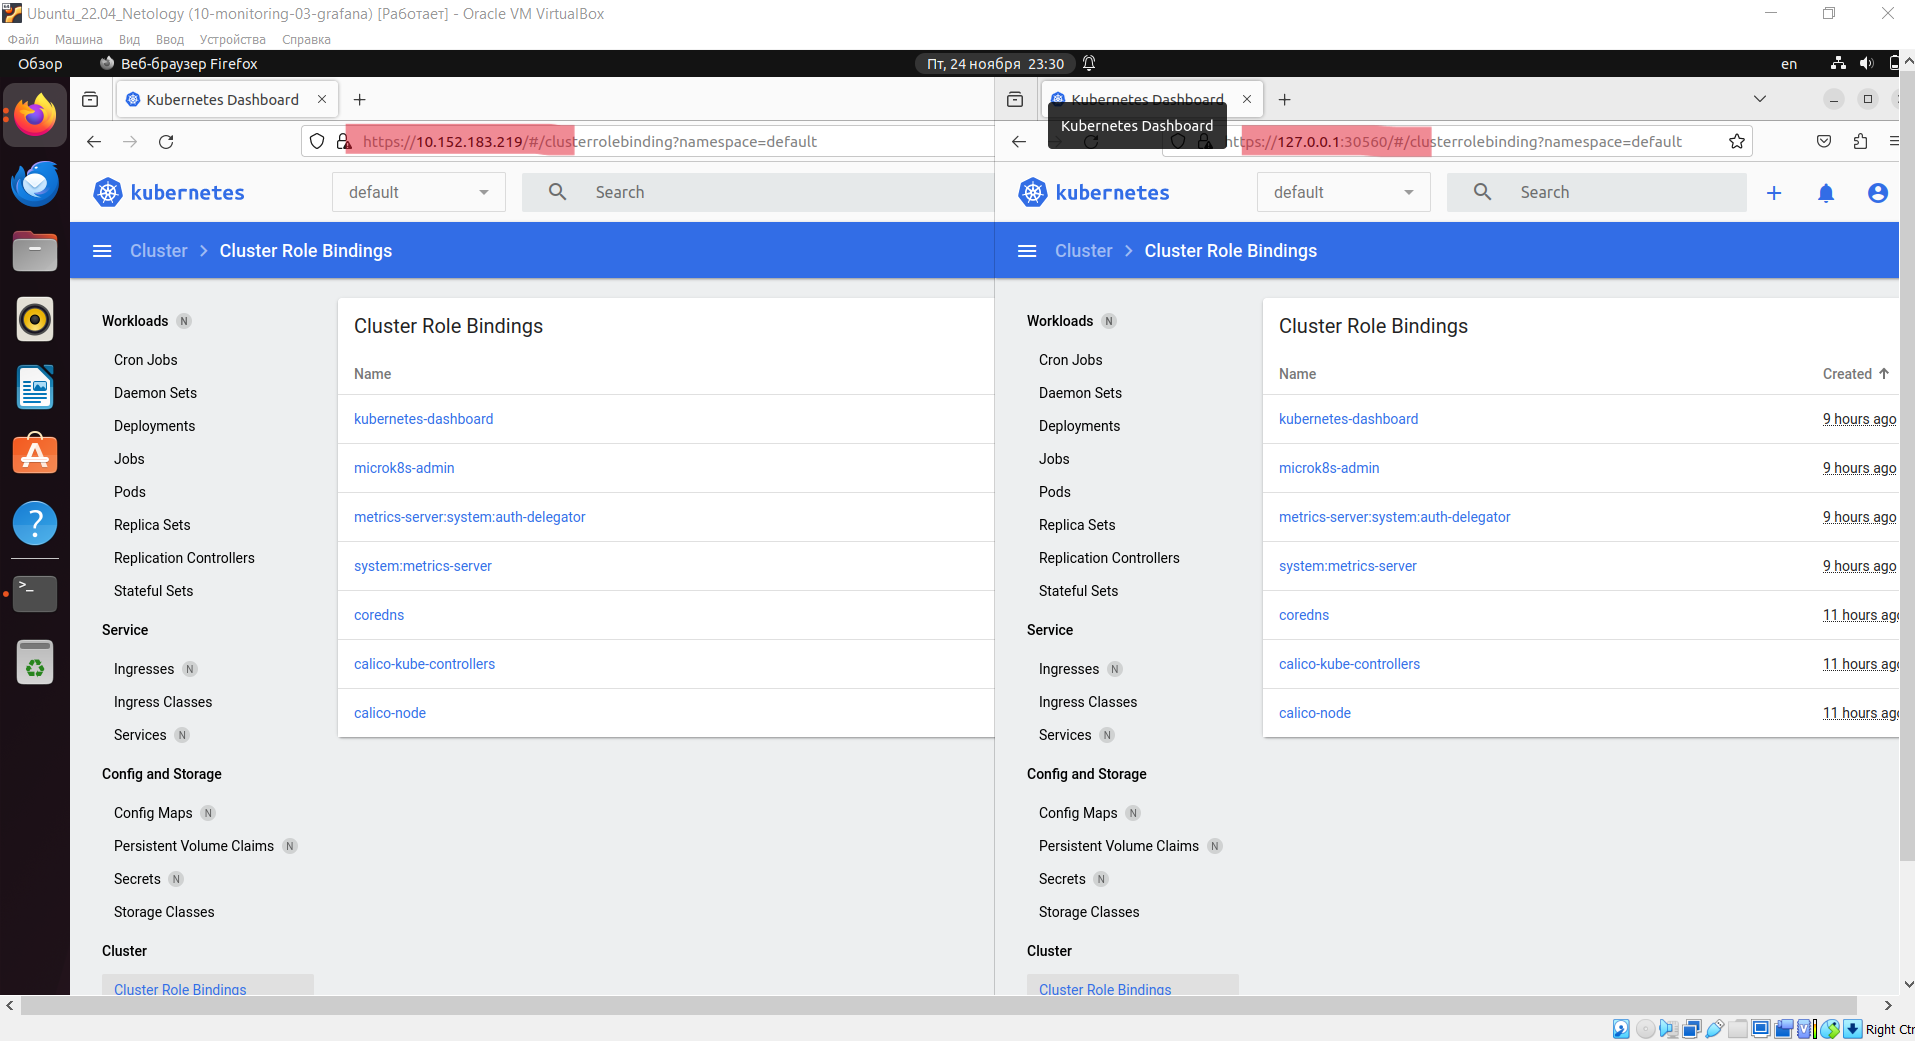 Ubuntu_22.04_Netology (10-monitoring-03-grafana) [Работает] - Oracle VM VirtualBox
Файл Машина Вид Ввод Устройства Справка
Обзор Веб-браузер Firefox Пт, 24 ноября 23:30 en
Kubernetes Dashboard
https://10.152.183.219/#/clusterrolebinding?namespace=default
kubernetes default Search
Cluster Cluster Role Bindings
Workloads N
Cron Jobs
Daemon Sets
Deployments
Jobs
Pods
Replica Sets
Replication Controllers
Stateful Sets
Service
Ingresses N
Ingress Classes
Services N
Config and Storage
Config Maps N
Persistent Volume Claims N
Secrets N
Storage Classes
Cluster
Cluster Role Bindings
Cluster Role Bindings
Name
kubernetes-dashboard
microk8s-admin
metrics-server:system:auth-delegator
system:metrics-server
coredns
calico-kube-controllers
calico-node
Kubernetes Dashboard
Kubernetes Dashboard
https://127.0.0.1:30560/#/clusterrolebinding?namespace=default
kubernetes default Search
Cluster Cluster Role Bindings
Workloads N
Cron Jobs
Daemon Sets
Deployments
Jobs
Pods
Replica Sets
Replication Controllers
Stateful Sets
Service
Ingresses N
Ingress Classes
Services N
Config and Storage
Config Maps N
Persistent Volume Claims N
Secrets N
Storage Classes
Cluster
Cluster Role Bindings
Cluster Role Bindings
Name Created
kubernetes-dashboard 9 hours ago
microk8s-admin 9 hours ago
metrics-server:system:auth-delegator 9 hours ago
system:metrics-server 9 hours ago
coredns 11 hours ago
calico-kube-controllers 11 hours ago
calico-node 11 hours ago
Right Ctr